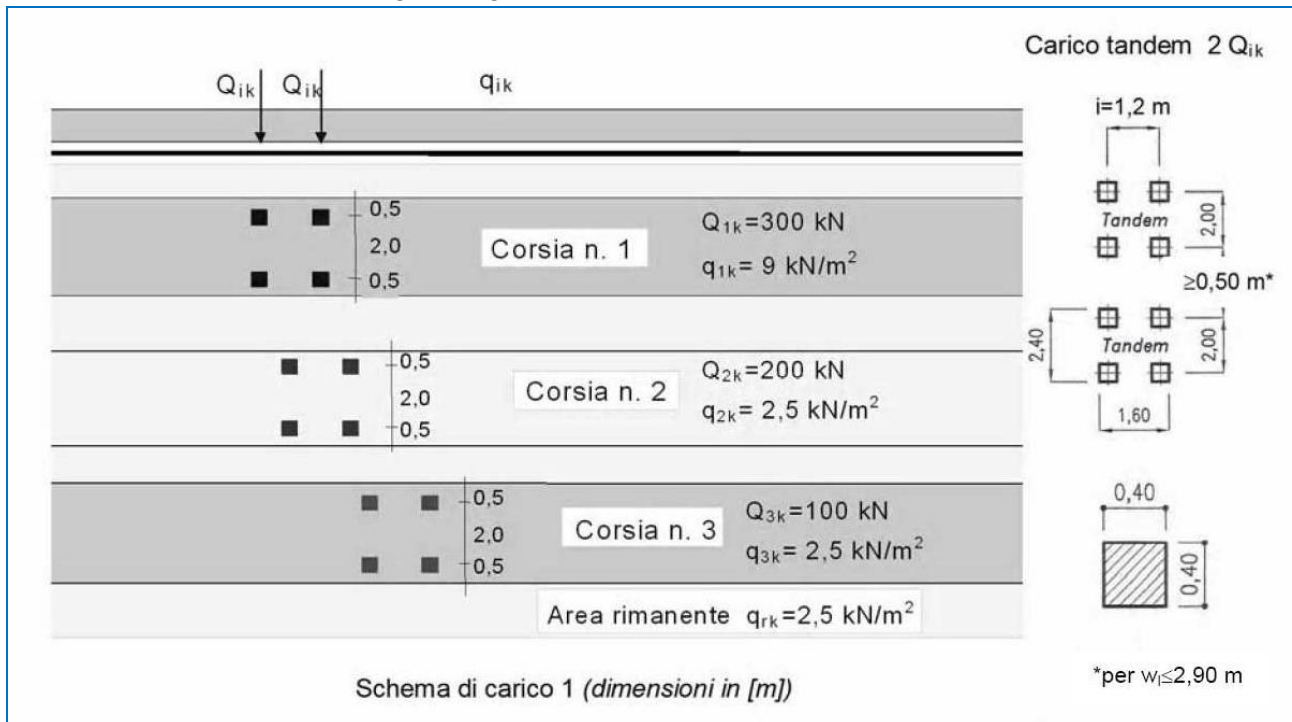 Carico tandem 2 Qik
Qik Qik qik
i=1,2 m
0,5
2,0
0,5
Corsia n. 1
Q1k=300 kN
q1k= 9 kN/m²
Tandem
2,00
≥0,50 m*
0,5
2,0
0,5
Corsia n. 2
Q2k=200 kN
q2k= 2,5 kN/m²
2,40
Tandem
2,00
1,60
0,5
2,0
0,5
Corsia n. 3
Q3k=100 kN
q3k= 2,5 kN/m²
0,40
0,40
Area rimanente qrk=2,5 kN/m²
Schema di carico 1 (dimensioni in [m])
*per wl≤2,90 m